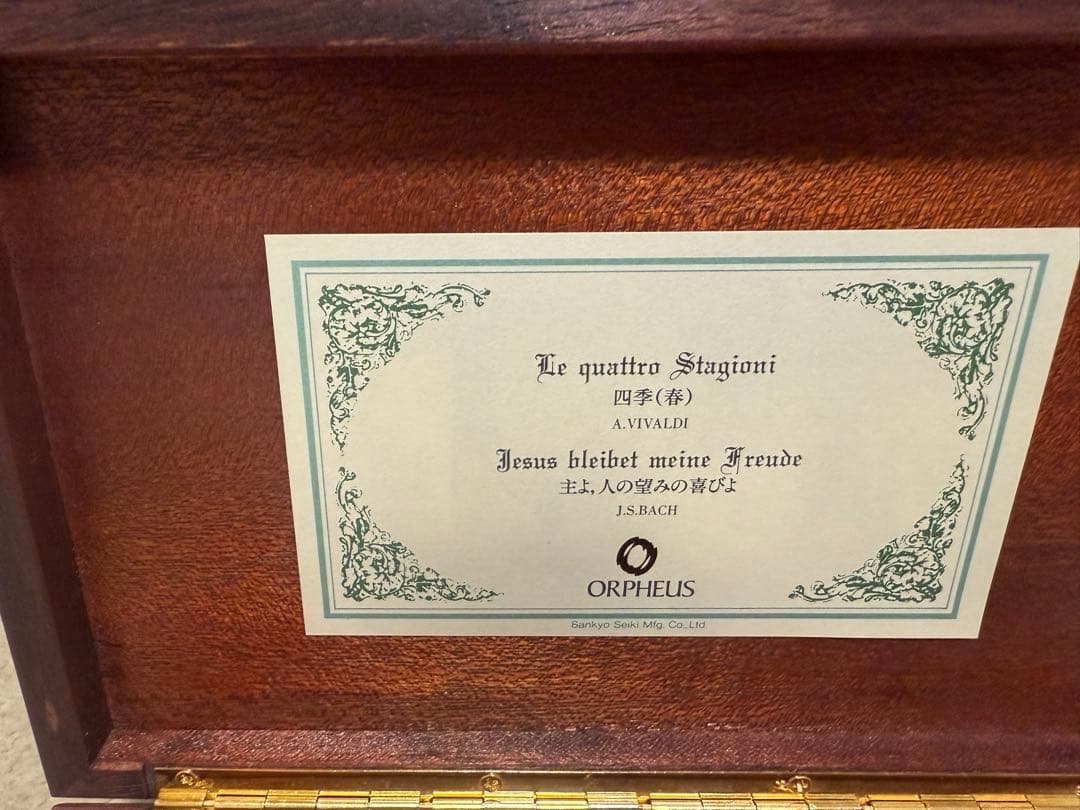 Le quattro Stagioni
四季(春)
A.VIVALDI
Jesus bleibet meine Freude
主よ,人の望みの喜びよ
J.S.BACH
ORPHEUS
Sankyo Seiki Mfg. Co.,Ltd.